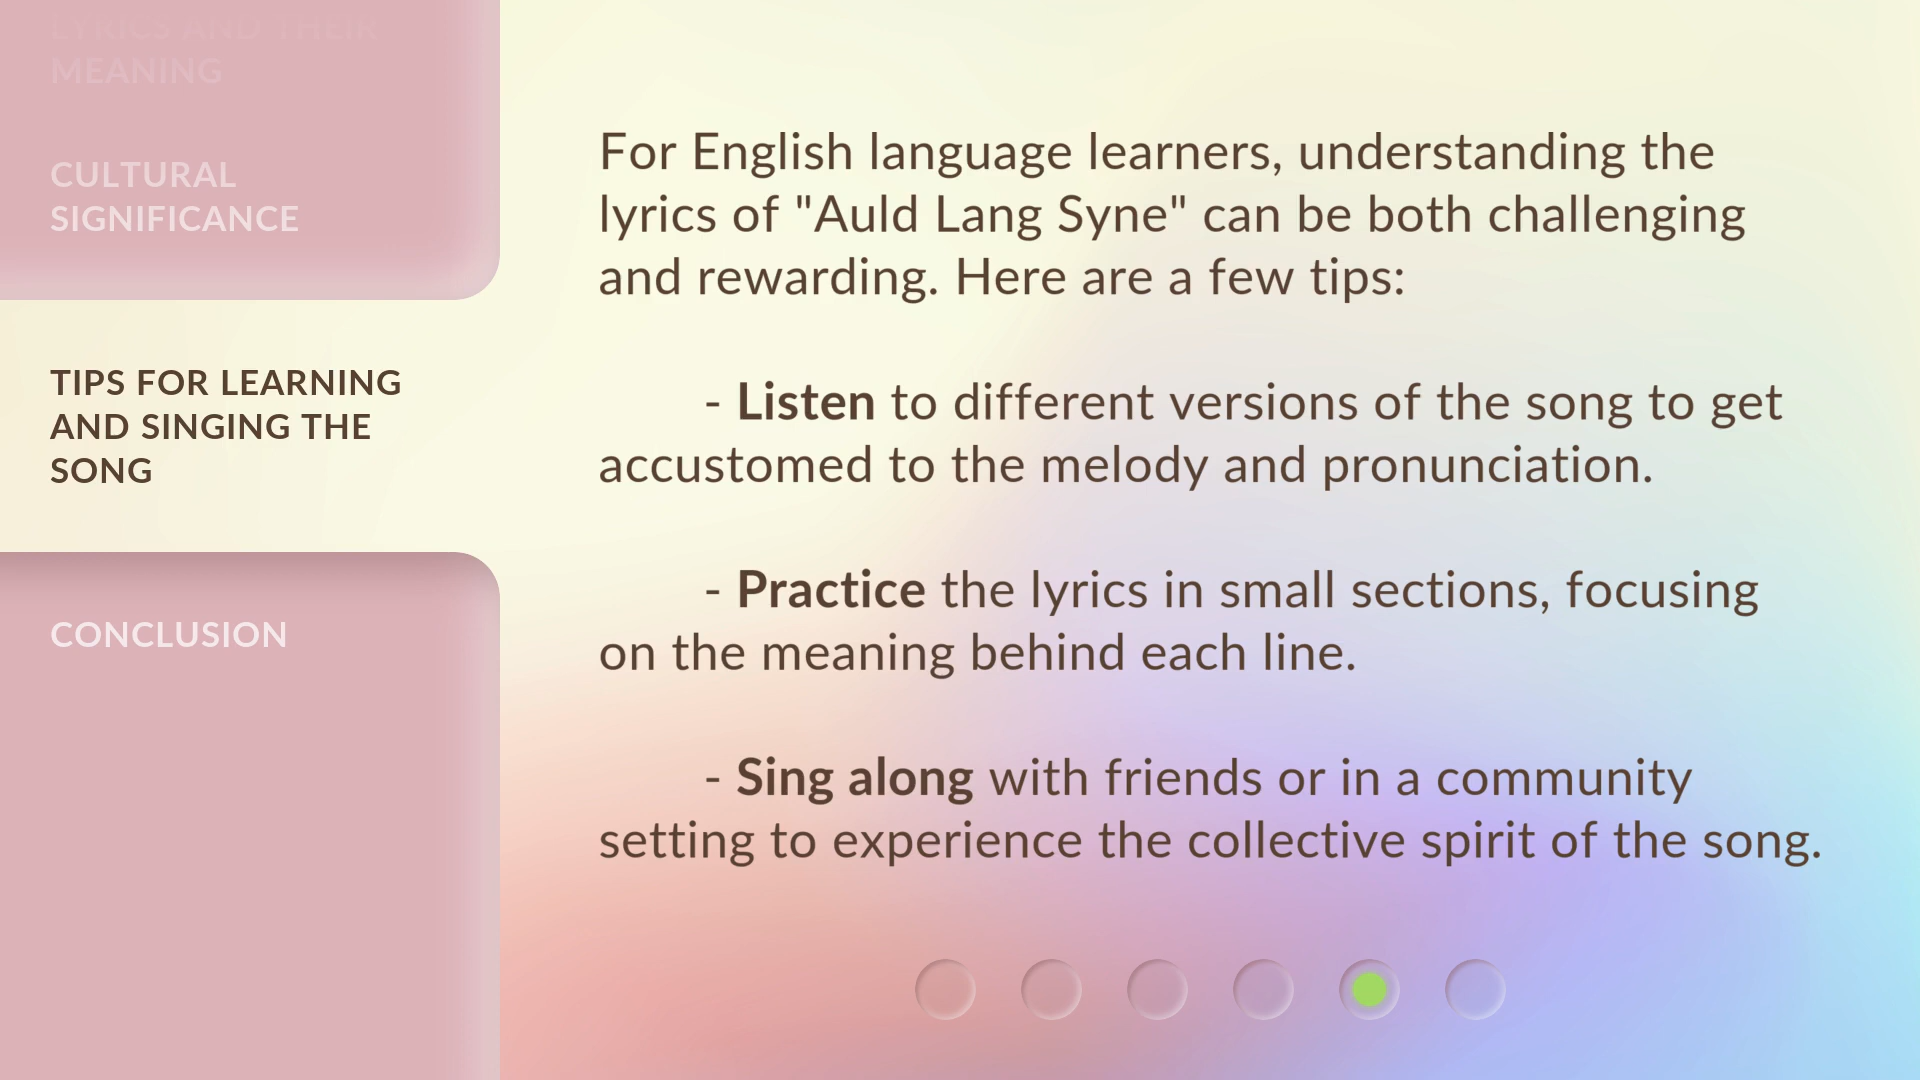 LYRICS AND THEIR
MEANING
CULTURAL
SIGNIFICANCE
TIPS FOR LEARNING
AND SINGING THE
SONG
CONCLUSION
For English language learners, understanding the
lyrics of "Auld Lang Syne" can be both challenging
and rewarding. Here are a few tips:
- Listen to different versions of the song to get
accustomed to the melody and pronunciation.
- Practice the lyrics in small sections, focusing
on the meaning behind each line.
- Sing along with friends or in a community
setting to experience the collective spirit of the song.